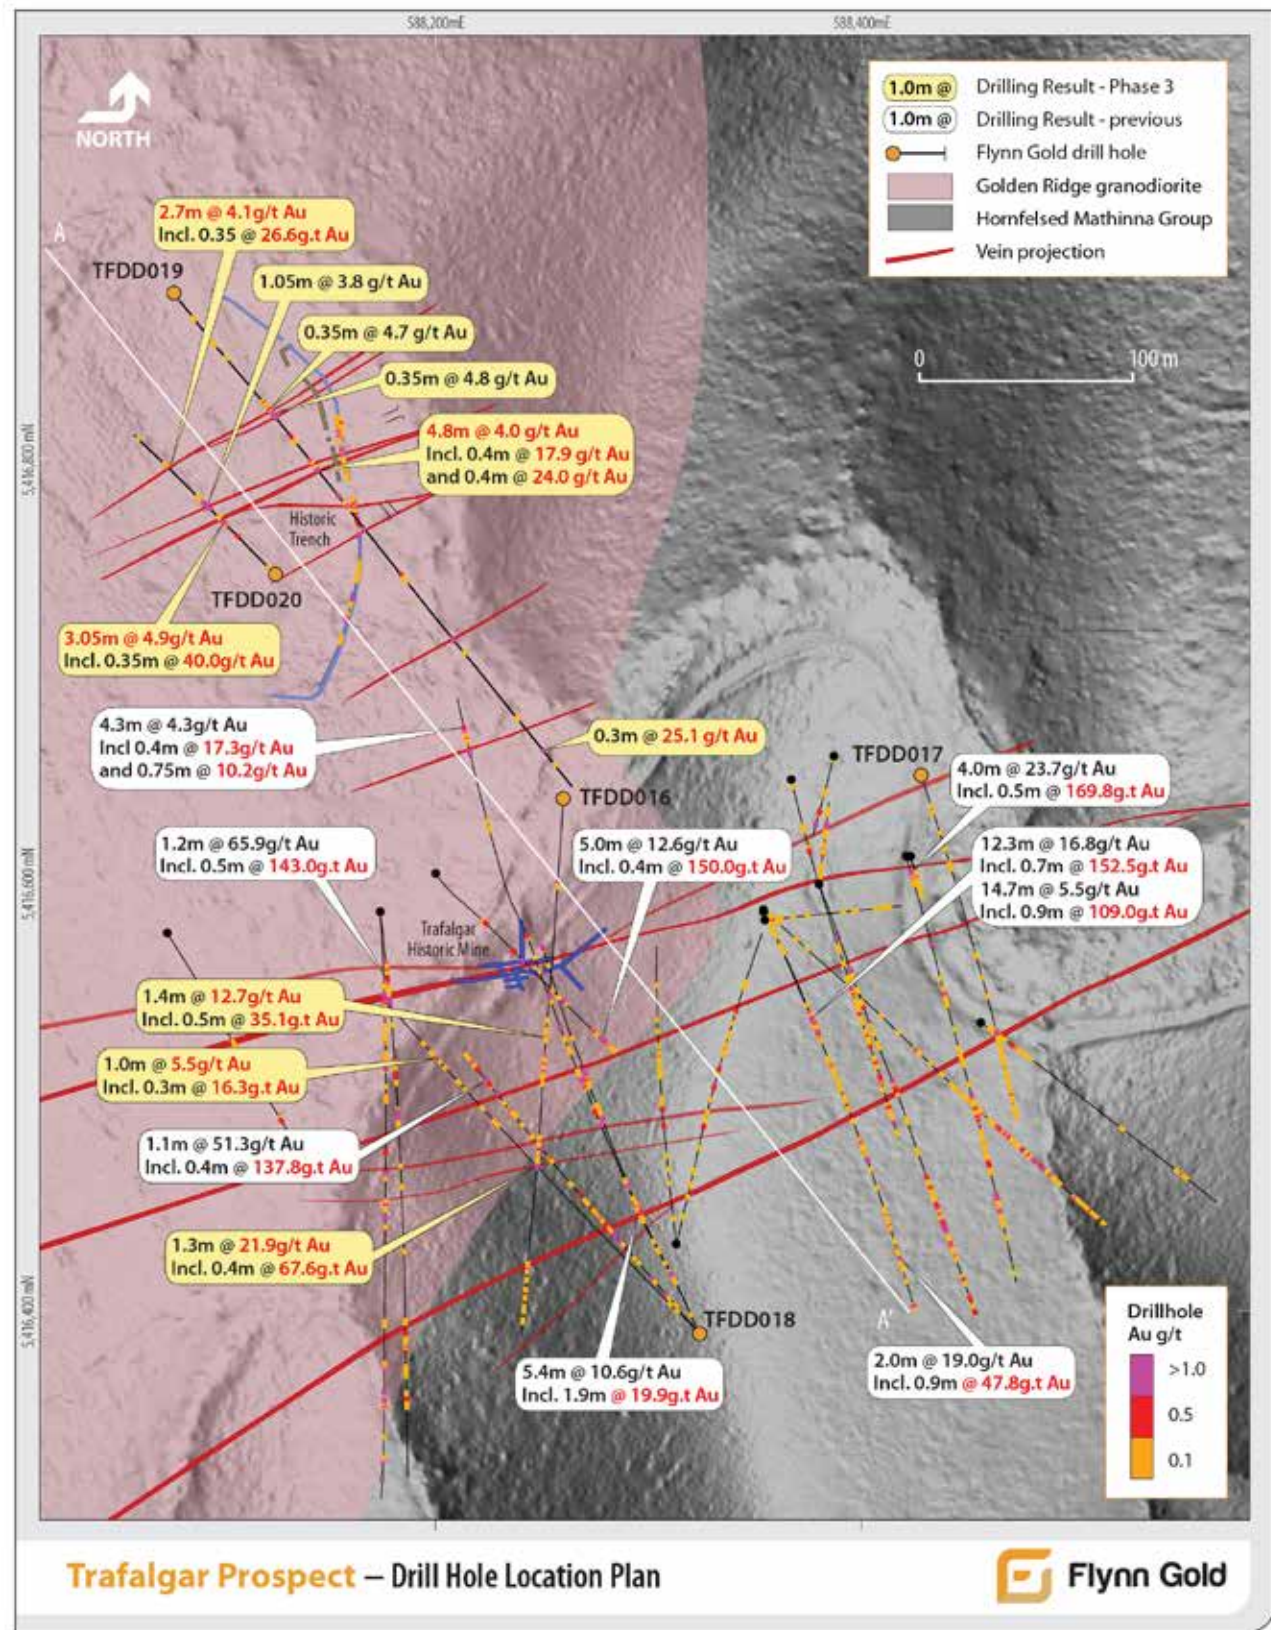 588,200mE
588,400mE
NORTH
1.0m @ Drilling Result - Phase 3
1.0m @ Drilling Result - previous
Flynn Gold drill hole
Golden Ridge granodiorite
Hornfelsed Mathinna Group
Vein projection
0 100 m
A
2.7m @ 4.1g/t Au
Incl. 0.35 @ 26.6g.t Au
TFDD019
1.05m @ 3.8 g/t Au
0.35m @ 4.7 g/t Au
0.35m @ 4.8 g/t Au
4.8m @ 4.0 g/t Au
Incl. 0.4m @ 17.9 g/t Au
and 0.4m @ 24.0 g/t Au
5,416,800 mN
Historic
Trench
TFDD020
3.05m @ 4.9g/t Au
Incl. 0.35m @ 40.0g/t Au
4.3m @ 4.3g/t Au
Incl 0.4m @ 17.3g/t Au
and 0.75m @ 10.2g/t Au
0.3m @ 25.1 g/t Au
TFDD016
TFDD017
4.0m @ 23.7g/t Au
Incl. 0.5m @ 169.8g.t Au
1.2m @ 65.9g/t Au
Incl. 0.5m @ 143.0g.t Au
5.0m @ 12.6g/t Au
Incl. 0.4m @ 150.0g.t Au
12.3m @ 16.8g/t Au
Incl. 0.7m @ 152.5g.t Au
14.7m @ 5.5g/t Au
Incl. 0.9m @ 109.0g.t Au
5,416,600 mN
Trafalgar
Historic Mine
1.4m @ 12.7g/t Au
Incl. 0.5m @ 35.1g.t Au
1.0m @ 5.5g/t Au
Incl. 0.3m @ 16.3g.t Au
1.1m @ 51.3g/t Au
Incl. 0.4m @ 137.8g.t Au
1.3m @ 21.9g/t Au
Incl. 0.4m @ 67.6g.t Au
5,416,400 mN
TFDD018
A'
5.4m @ 10.6g/t Au
Incl. 1.9m @ 19.9g.t Au
2.0m @ 19.0g/t Au
Incl. 0.9m @ 47.8g.t Au
Drillhole
Au g/t
>1.0
0.5
0.1
Trafalgar Prospect – Drill Hole Location Plan
Flynn Gold